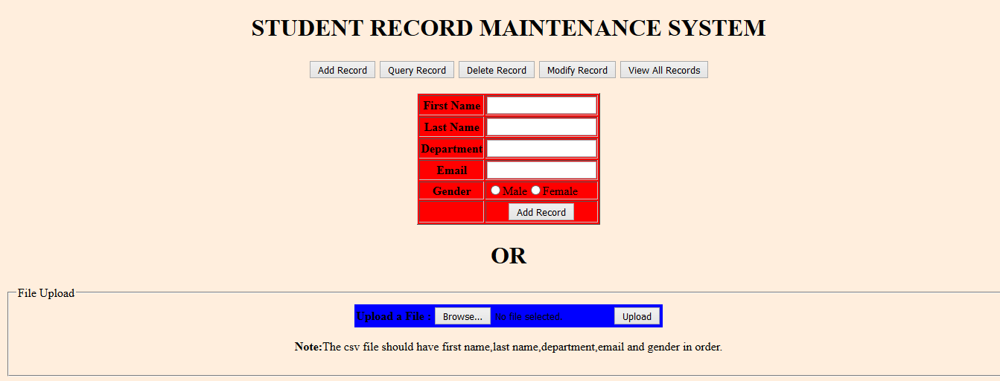 STUDENT RECORD MAINTENANCE SYSTEM
Add Record Query Record Delete Record Modify Record View All Records
First Name
Last Name
Department
Email
Gender Male Female
Add Record
OR
File Upload
Upload a File : Browse... No file selected. Upload
Note:The csv file should have first name,last name,department,email and gender in order.